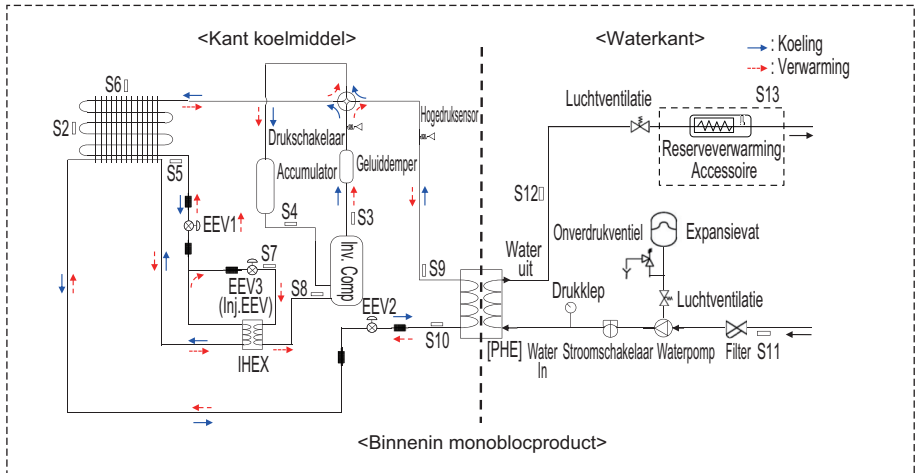 <Kant koelmiddel>
<Waterkant>
: Koeling
: Verwarming
S6
S13
Luchtventilatie
Hogedruksensor
S2
Drukschakelaar
Reserveverwarming
Accessoire
Geluiddemper
S5
Accumulator
S12
S4
S3
EEV1
Onverdrukventiel
Expansievat
Water
uit
S7
Inv. Comp
S9
EEV3
(Inj.EEV)
S8
EEV2
Drukklep
Luchtventilatie
S10
[PHE]
Water
In
Stroomschakelaar
Waterpomp
Filter
S11
IHEX
<Binnenin monoblocproduct>